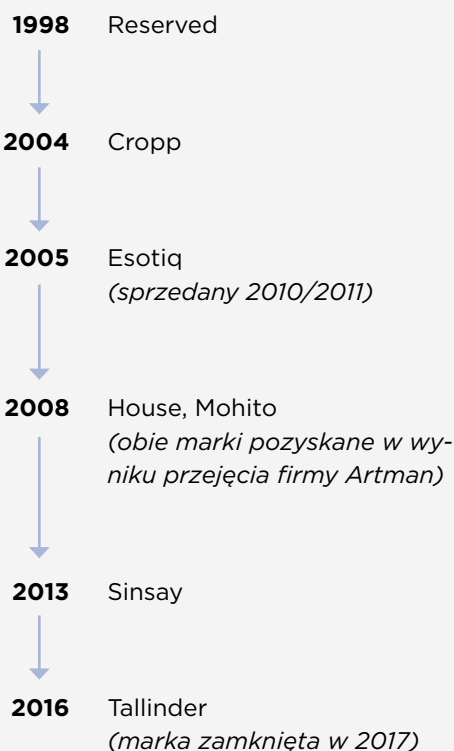 1998 Reserved
2004 Cropp
2005 Esotiq
(sprzedany 2010/2011)
2008 House, Mohito
(obie marki pozyskane w wy-
niku przejęcia firmy Artman)
2013 Sinsay
2016 Tallinder
(marka zamknięta w 2017)